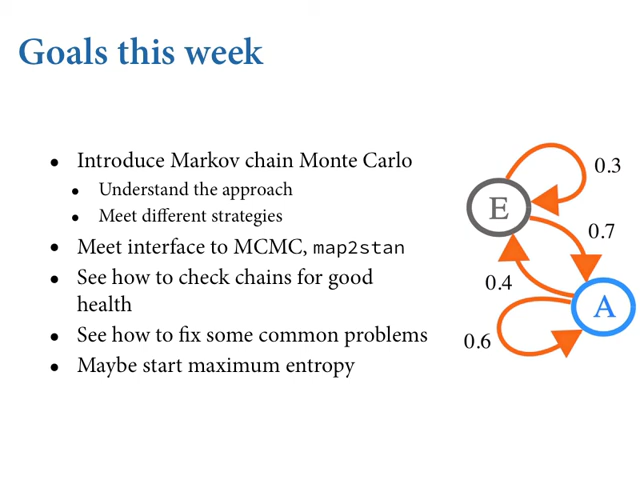 Goals this week
• Introduce Markov chain Monte Carlo
• Understand the approach
• Meet different strategies
• Meet interface to MCMC, map2stan
• See how to check chains for good
health
• See how to fix some common problems
• Maybe start maximum entropy
0.3
E
0.7
0.4
A
0.6